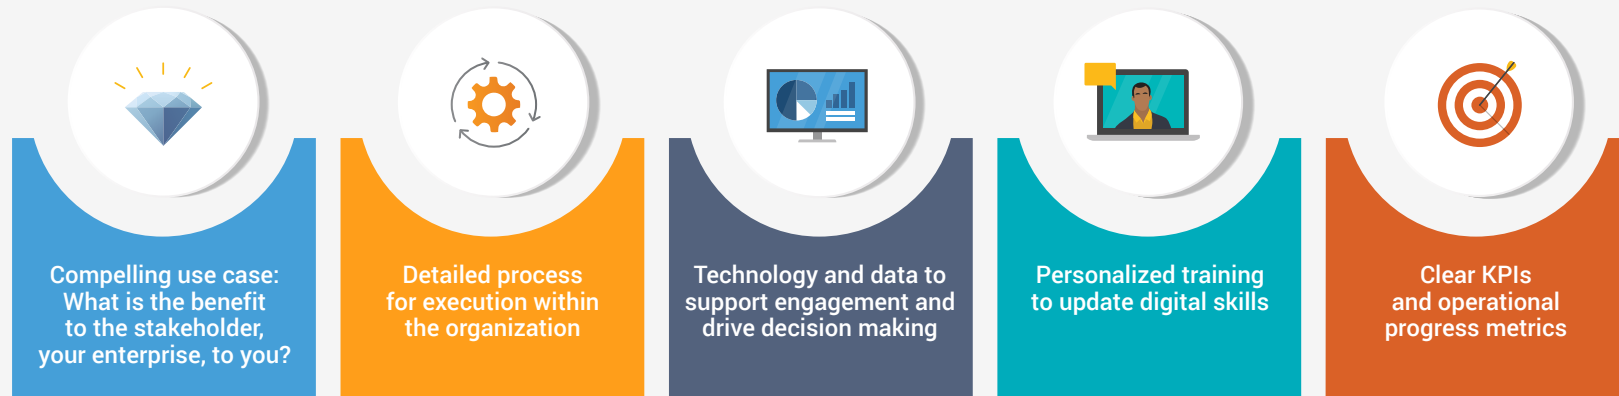 Compelling use case:
What is the benefit
to the stakeholder,
your enterprise, to you?
Detailed process
for execution within
the organization
Technology and data to
support engagement and
drive decision making
Personalized training
to update digital skills
Clear KPIs
and operational
progress metrics